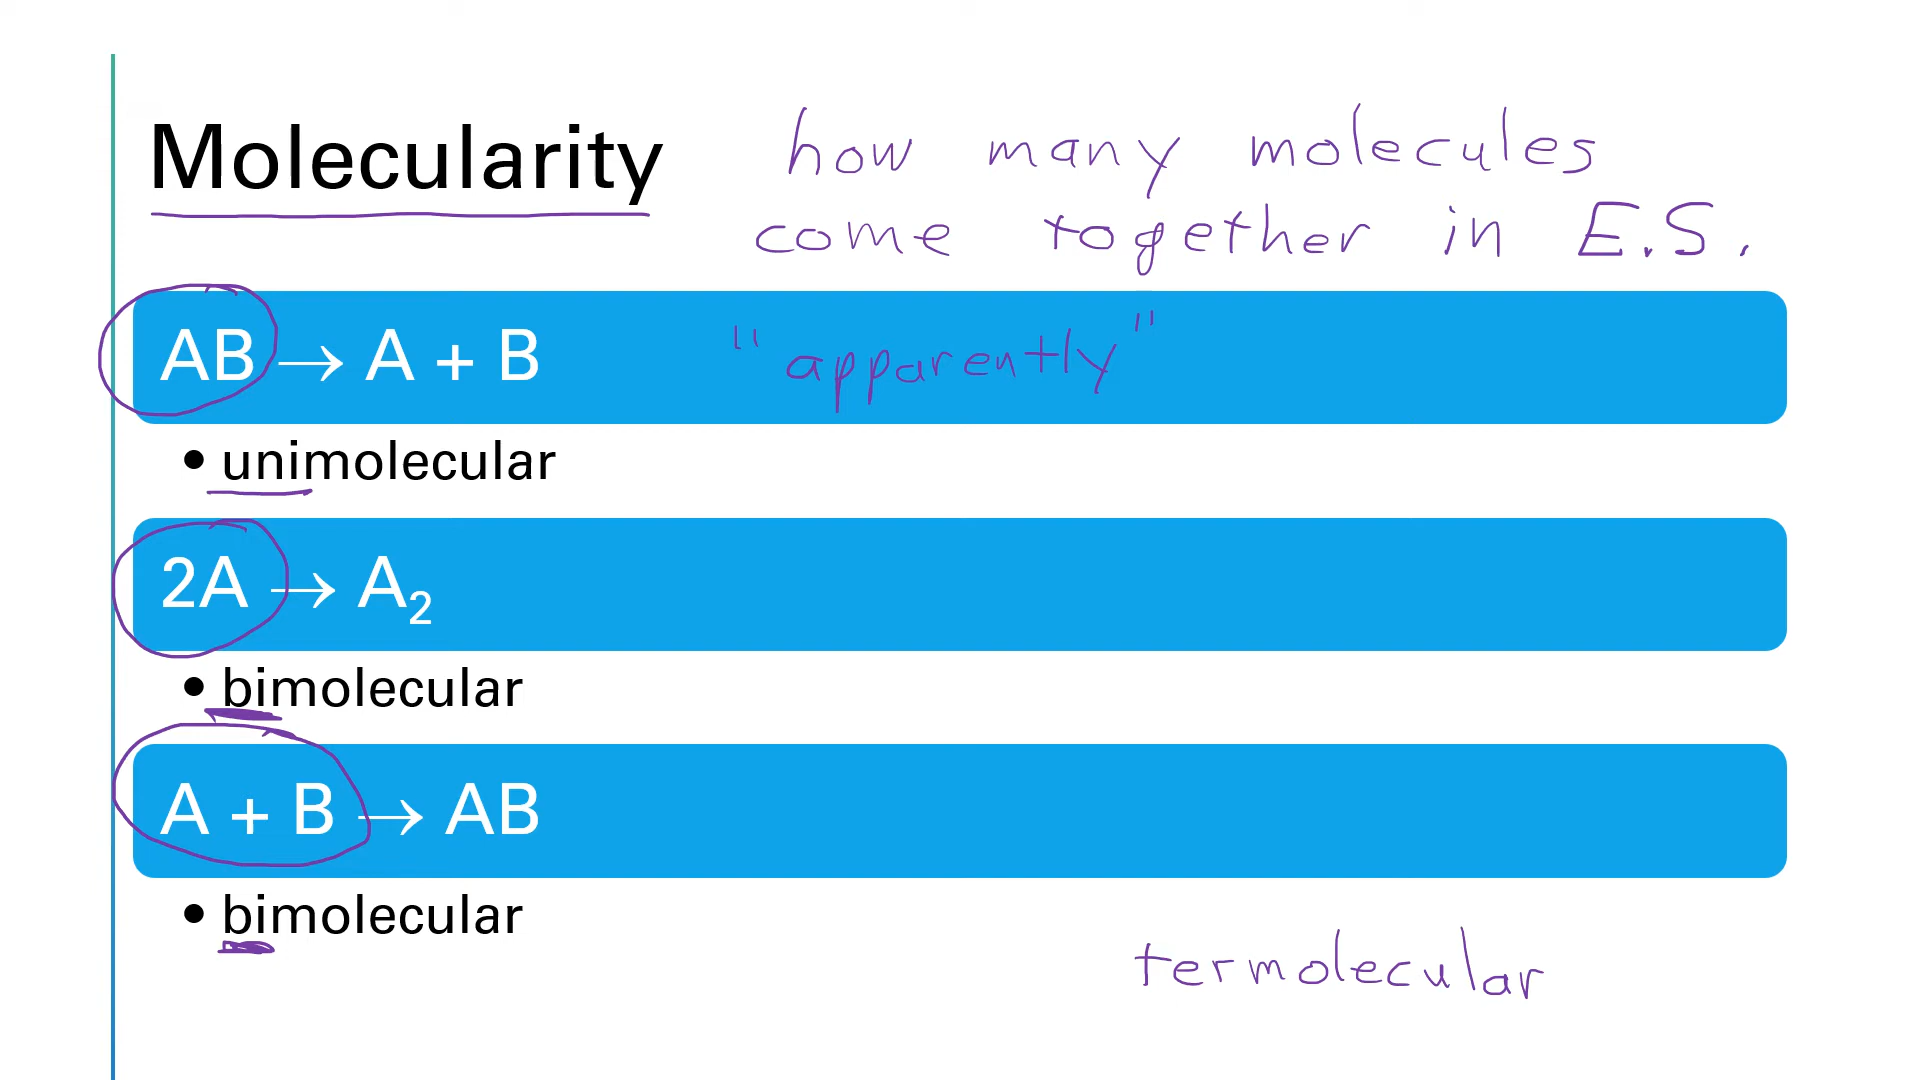 Molecularity
how many molecules
come together in E.S.
AB → A + B
"apparently"
• unimolecular
2A → A₂
• bimolecular
A + B → AB
• bimolecular
termolecular